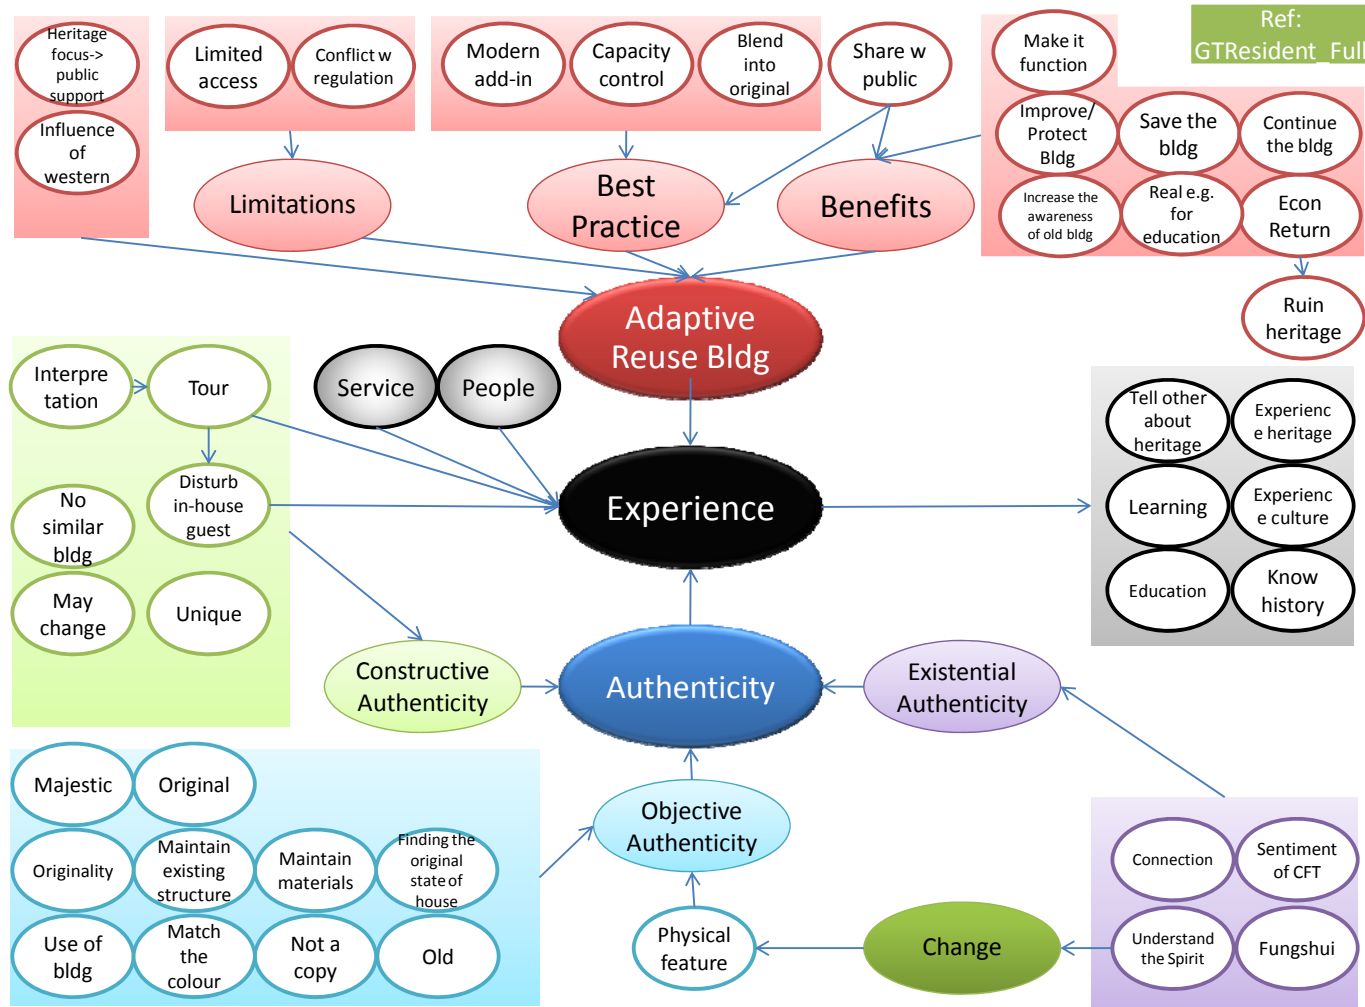 Ref:
GTResident_Full
Heritage
focus->
public
support
Influence
of
western
Limited
access
Conflict w
regulation
Modern
add-in
Capacity
control
Blend
into
original
Share w
public
Make it
function
Improve/
Protect
Bldg
Save the
bldg
Continue
the bldg
Increase the
awareness
of old bldg
Real e.g.
for
education
Econ
Return
Ruin
heritage
Limitations
Best
Practice
Benefits
Adaptive
Reuse Bldg
Interpre
tation
Tour
Service
People
Disturb
in-house
guest
No
similar
bldg
May
change
Unique
Experience
Tell other
about
heritage
Experienc
e heritage
Learning
Experienc
e culture
Education
Know
history
Constructive
Authenticity
Authenticity
Existential
Authenticity
Majestic
Original
Originality
Maintain
existing
structure
Maintain
materials
Finding the
original
state of
house
Use of
bldg
Match
the
colour
Not a
copy
Old
Objective
Authenticity
Physical
feature
Change
Connection
Sentiment
of CFT
Understand
the Spirit
Fungshui